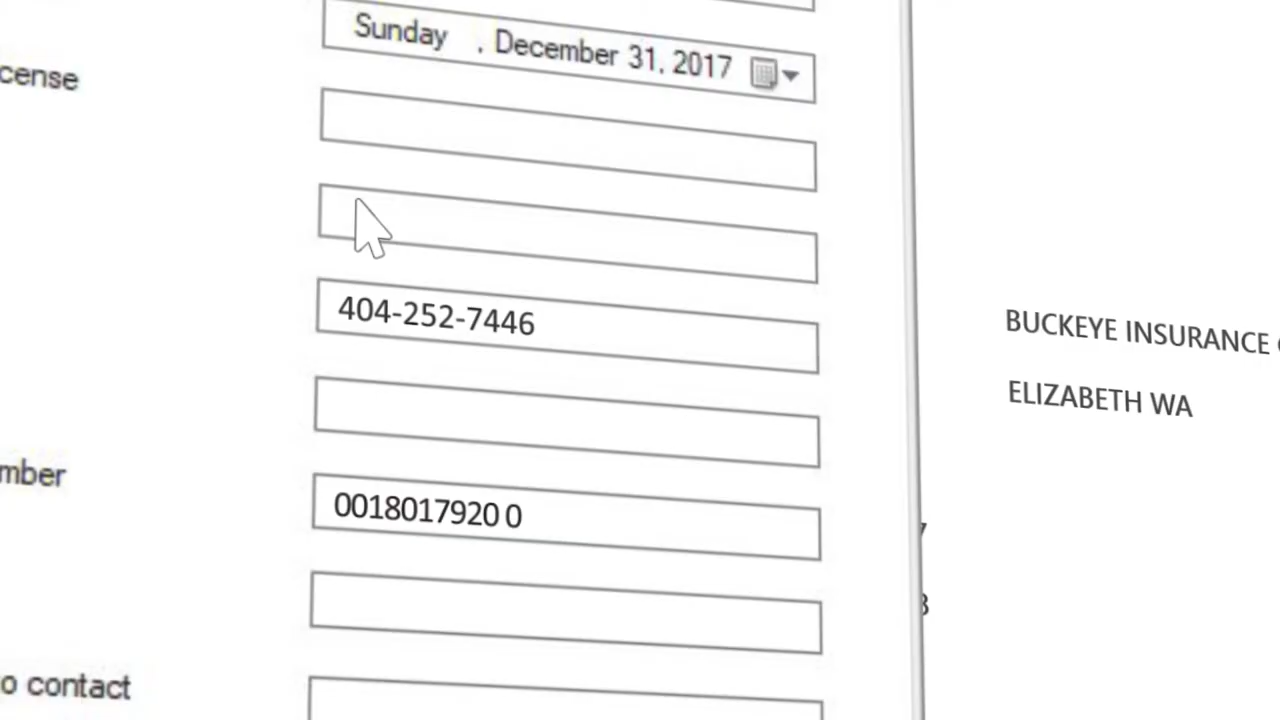 Sunday , December 31, 2017
cense
404-252-7446
BUCKEYE INSURANCE
ELIZABETH WA
mber
0018017920 0
o contact